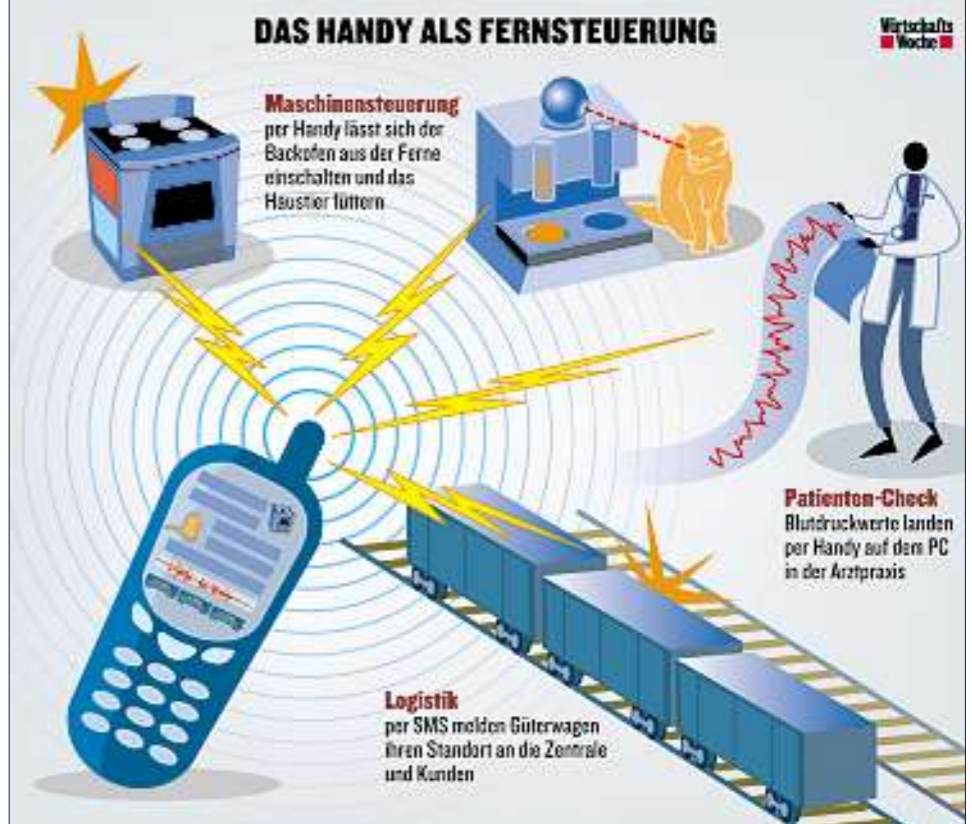 DAS HANDY ALS FERNSTEUERUNG
Wirtschafts
Woche
Maschinensteuerung
per Handy lässt sich der
Backofen aus der Ferne
einschalten und das
Haustier füttern
Patienten-Check
Blutdruckwerte landen
per Handy auf dem PC
in der Arztpraxis
Logistik
per SMS melden Güterwagen
ihren Standort an die Zentrale
und Kunden